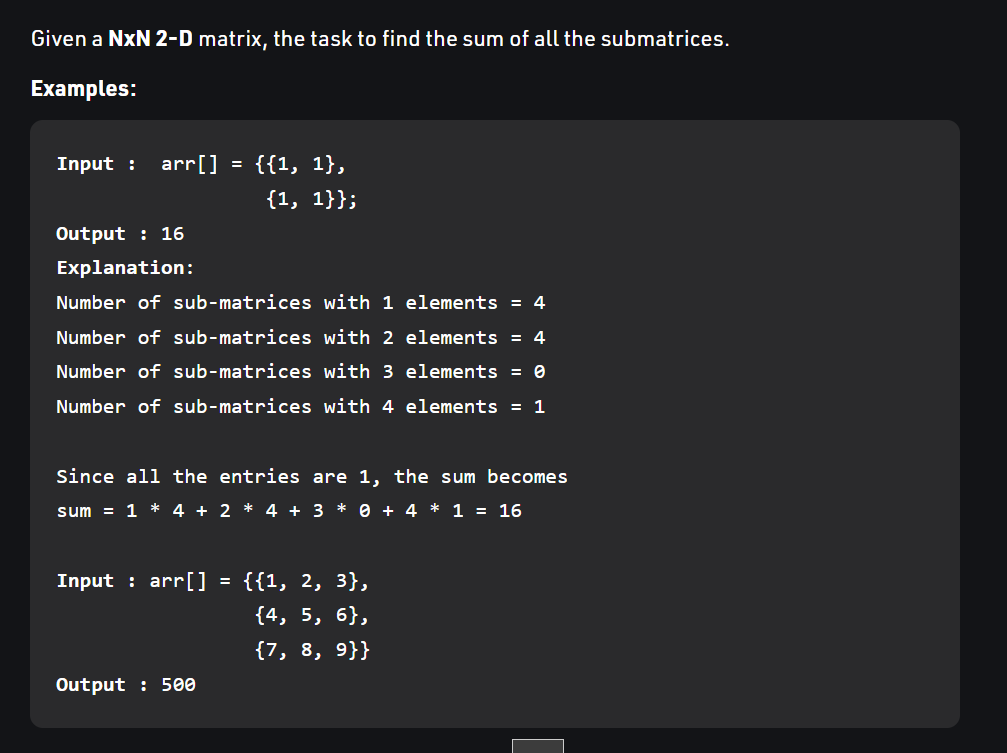 Given a NxN 2-D matrix, the task to find the sum of all the submatrices.
Examples:
Input :  arr[] = {{1, 1},
                  {1, 1}};
Output : 16
Explanation:
Number of sub-matrices with 1 elements = 4
Number of sub-matrices with 2 elements = 4
Number of sub-matrices with 3 elements = 0
Number of sub-matrices with 4 elements = 1
Since all the entries are 1, the sum becomes
sum = 1 * 4 + 2 * 4 + 3 * 0 + 4 * 1 = 16
Input : arr[] = {{1, 2, 3},
                 {4, 5, 6},
                 {7, 8, 9}}
Output : 500